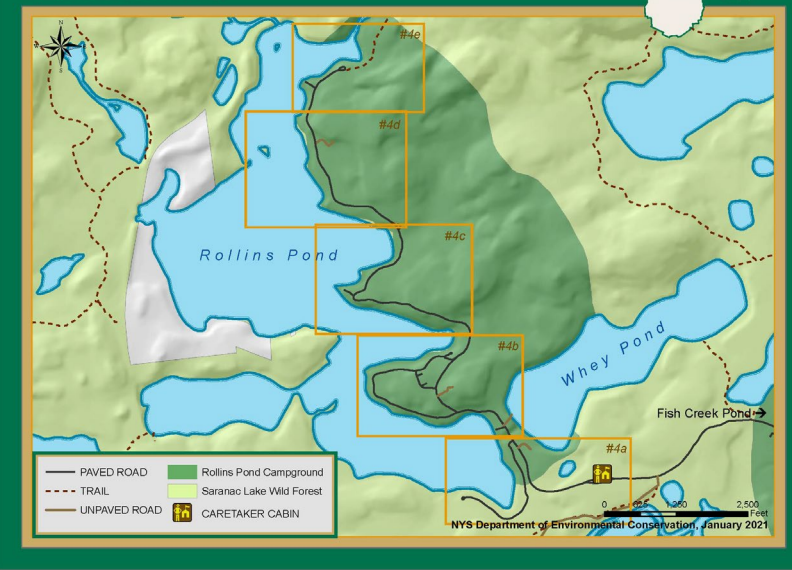 #4e
#4d
Rollins Pond
#4c
#4b
Whey Pond
Fish Creek Pond
#4a
PAVED ROAD
TRAIL
UNPAVED ROAD
Rollins Pond Campground
Saranac Lake Wild Forest
CARETAKER CABIN
0 625 1,250 2,500
Feet
NYS Department of Environmental Conservation, January 2021